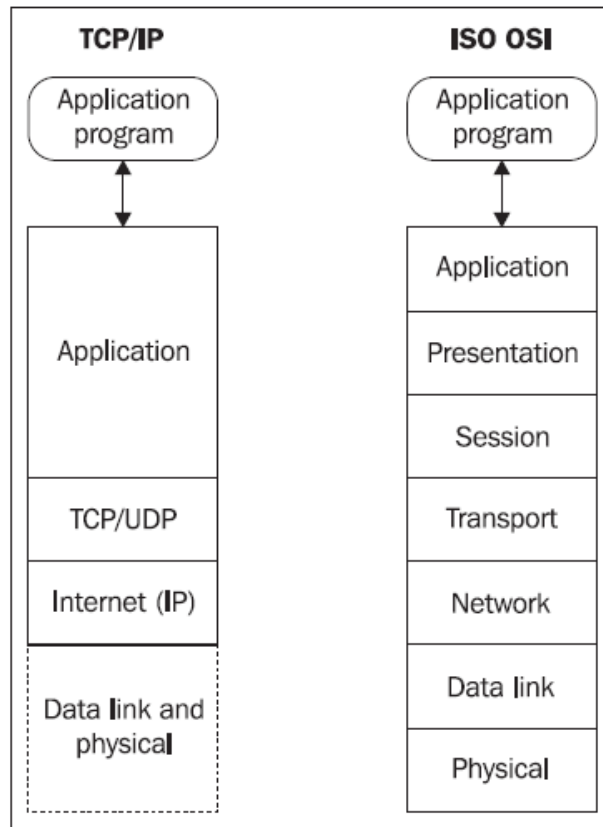 TCP/IP
Application
program
Application
TCP/UDP
Internet (IP)
Data link and
physical
ISO OSI
Application
program
Application
Presentation
Session
Transport
Network
Data link
Physical